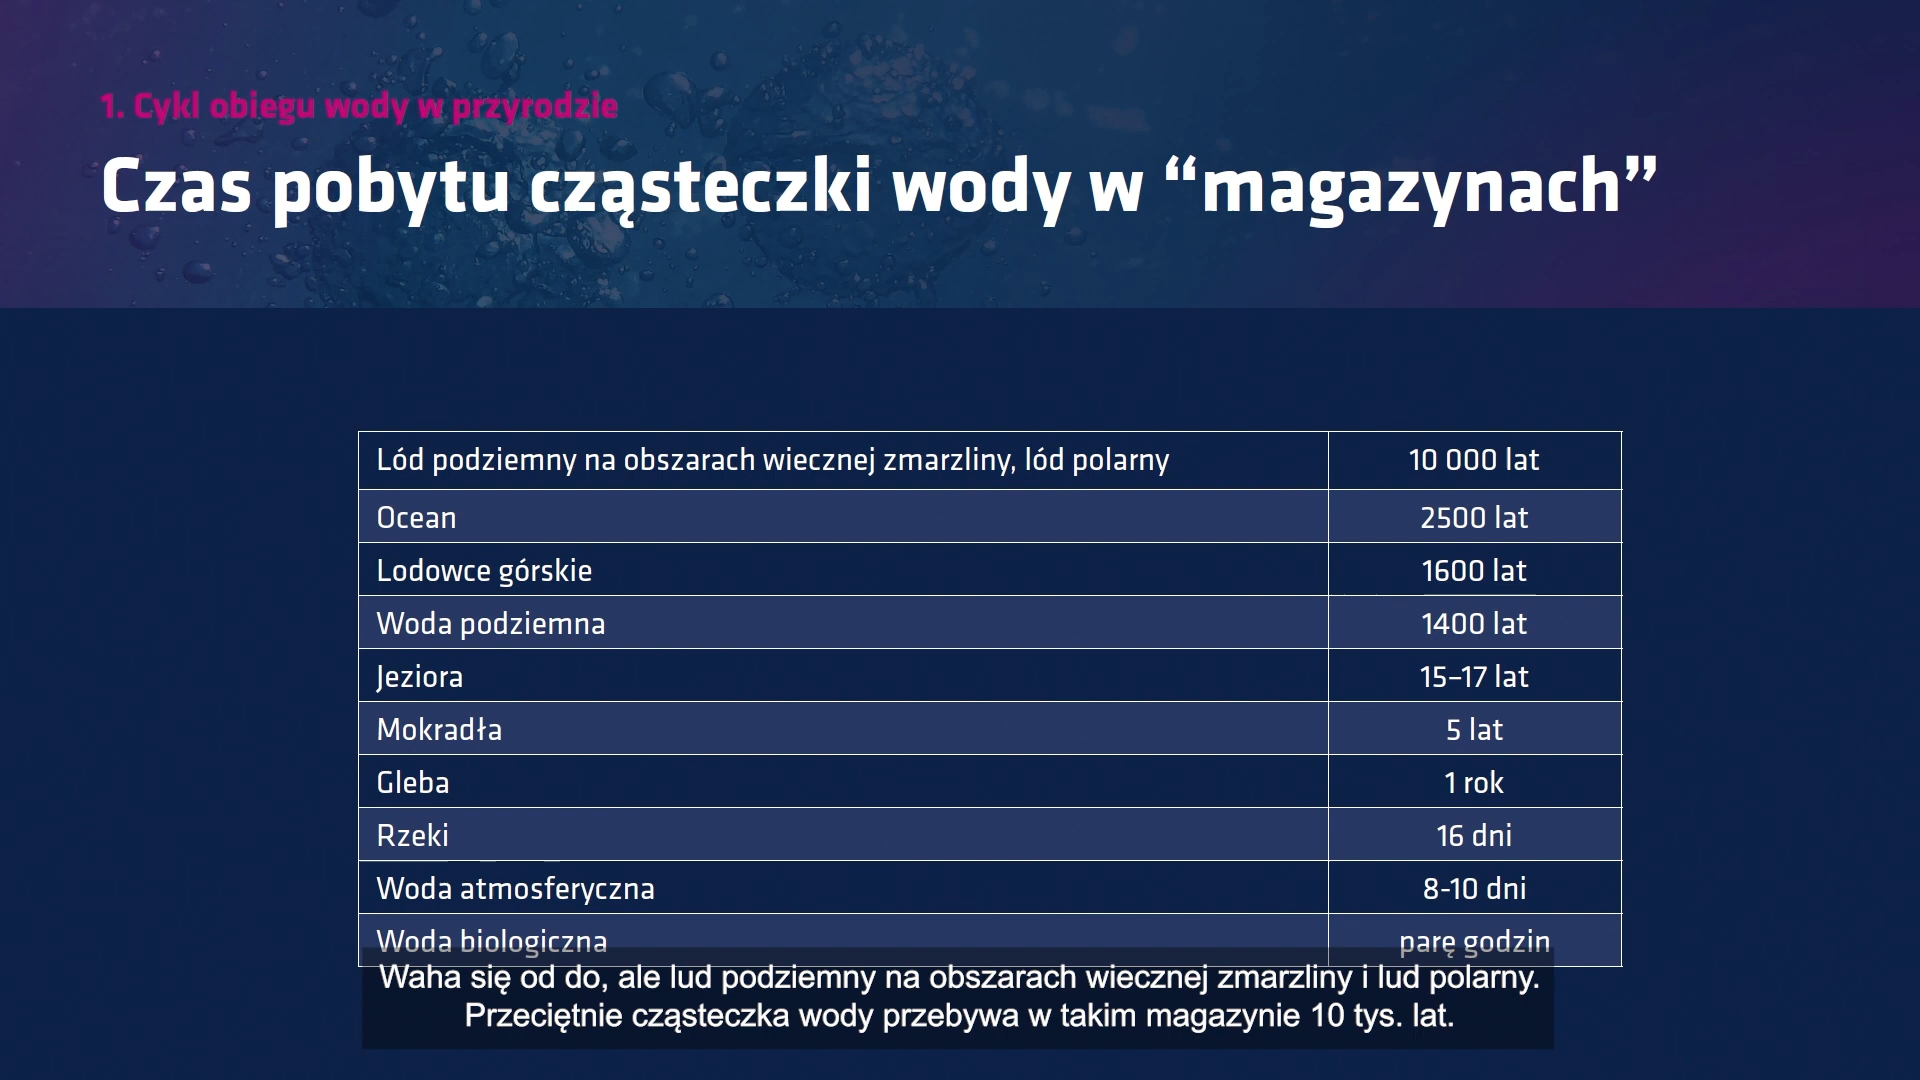 1. Cykl obiegu wody w przyrodzie
Czas pobytu cząsteczki wody w “magazynach”
Lód podziemny na obszarach wiecznej zmarzliny, lód polarny 10 000 lat
Ocean 2500 lat
Lodowce górskie 1600 lat
Woda podziemna 1400 lat
Jeziora 15–17 lat
Mokradła 5 lat
Gleba 1 rok
Rzeki 16 dni
Woda atmosferyczna 8-10 dni
Woda biologiczna parę godzin
Waha się od do, ale lud podziemny na obszarach wiecznej zmarzliny i lud polarny.
Przeciętnie cząsteczka wody przebywa w takim magazynie 10 tys. lat.